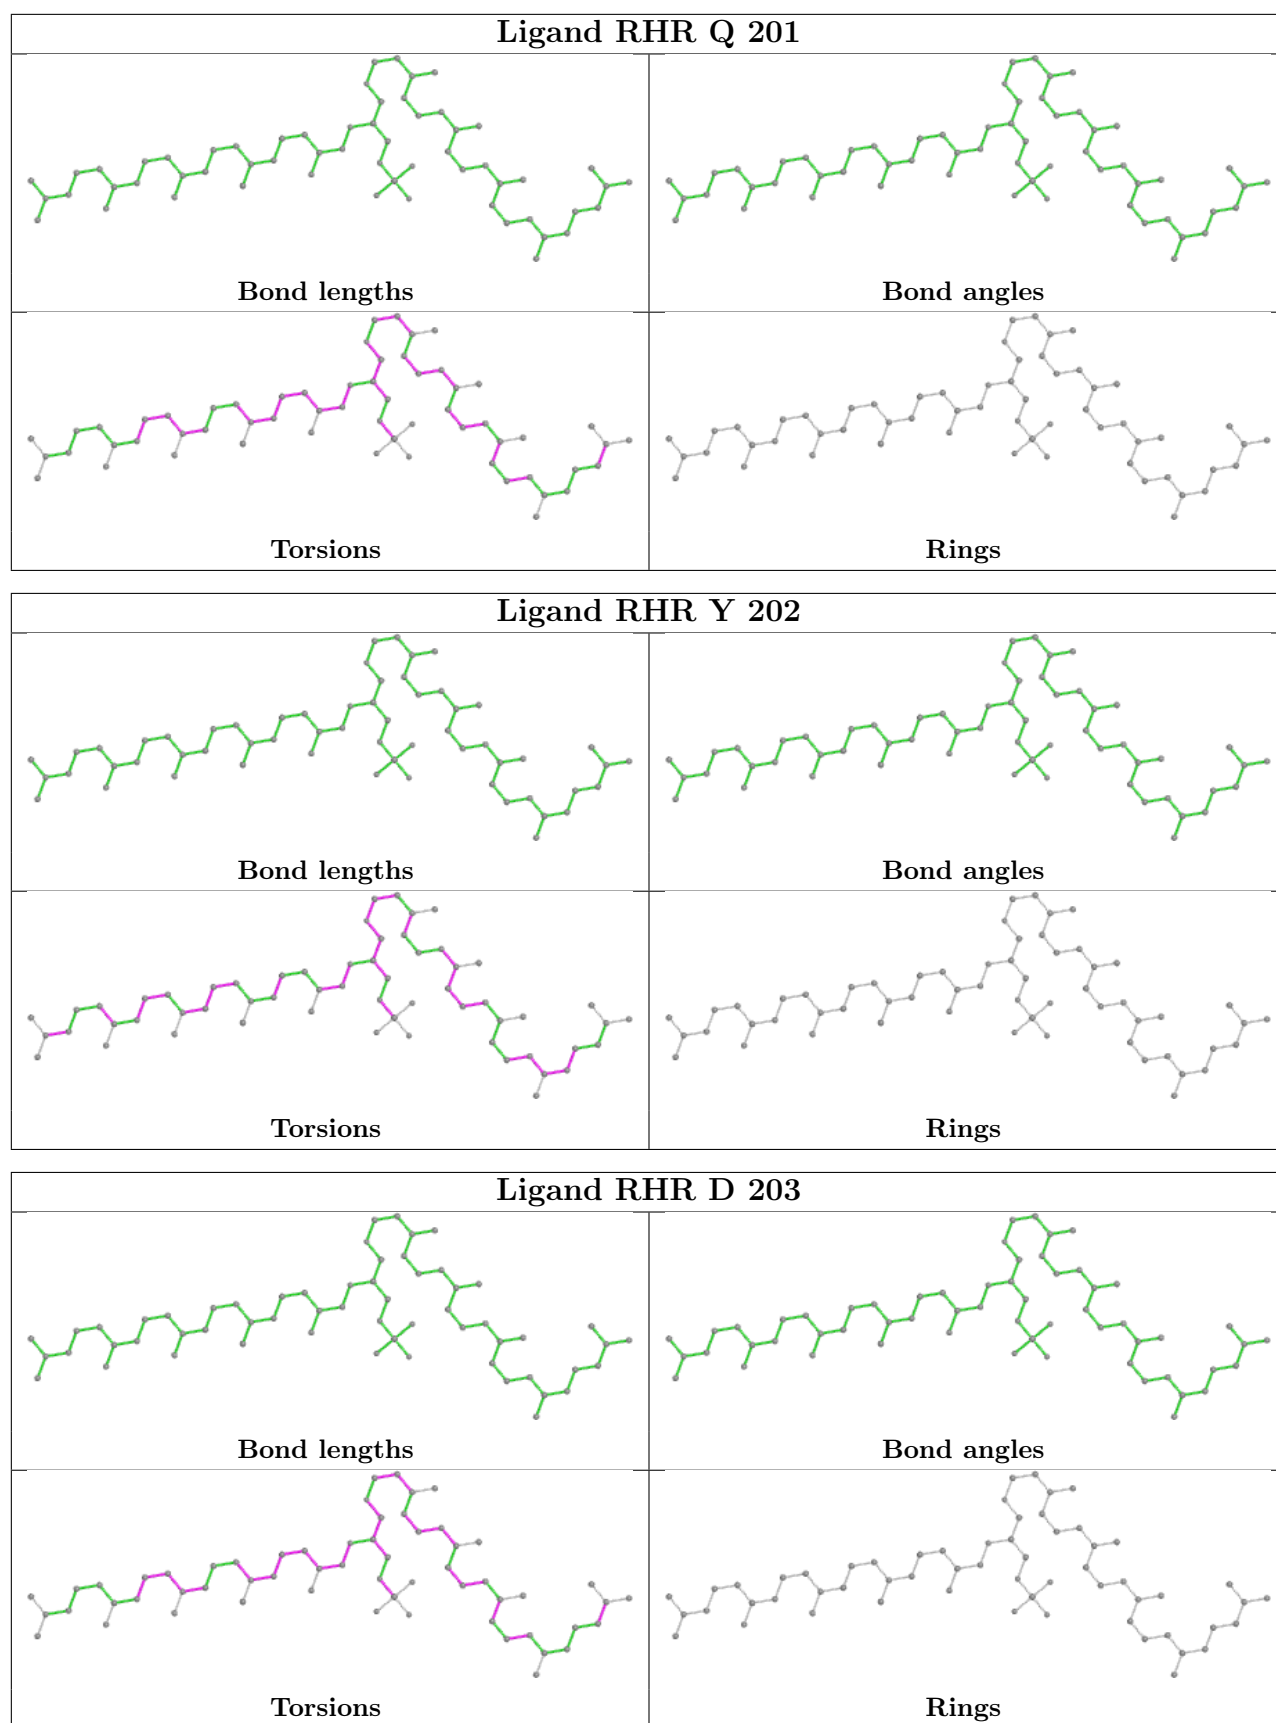 Ligand RHR Q 201
Bond lengths
Bond angles
Torsions
Rings
Ligand RHR Y 202
Bond lengths
Bond angles
Torsions
Rings
Ligand RHR D 203
Bond lengths
Bond angles
Torsions
Rings